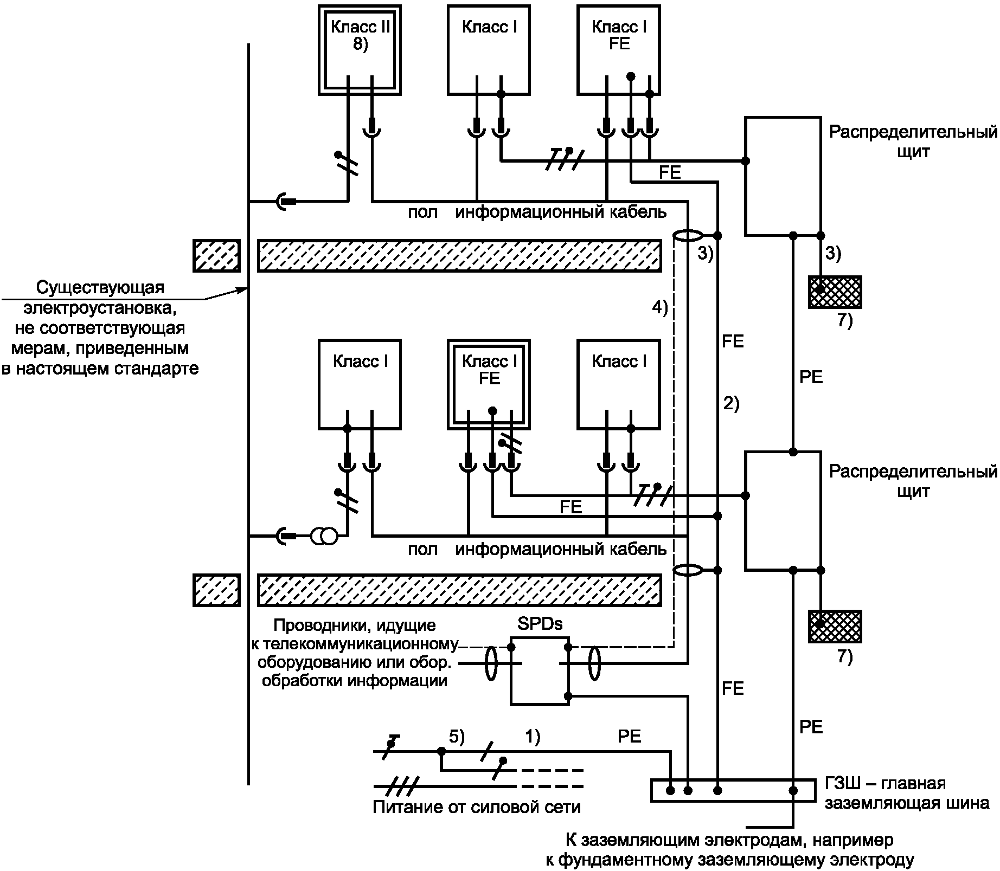 Класс II
8)
Класс I
Класс I
FE
Распределительный
щит
FE
пол информационный кабель
3)
3)
Существующая
электроустановка,
не соответствующая
мерам, приведенным
в настоящем стандарте
4)
7)
FE
Класс I
Класс I
FE
Класс I
PE
2)
Распределительный
щит
FE
пол информационный кабель
Проводники, идущие
к телекоммуникационному
оборудованию или обор.
обработки информации
SPDs
7)
FE
PE
5)
1)
PE
Питание от силовой сети
ГЗШ – главная
заземляющая шина
К заземляющим электродам, например
к фундаментному заземляющему электроду